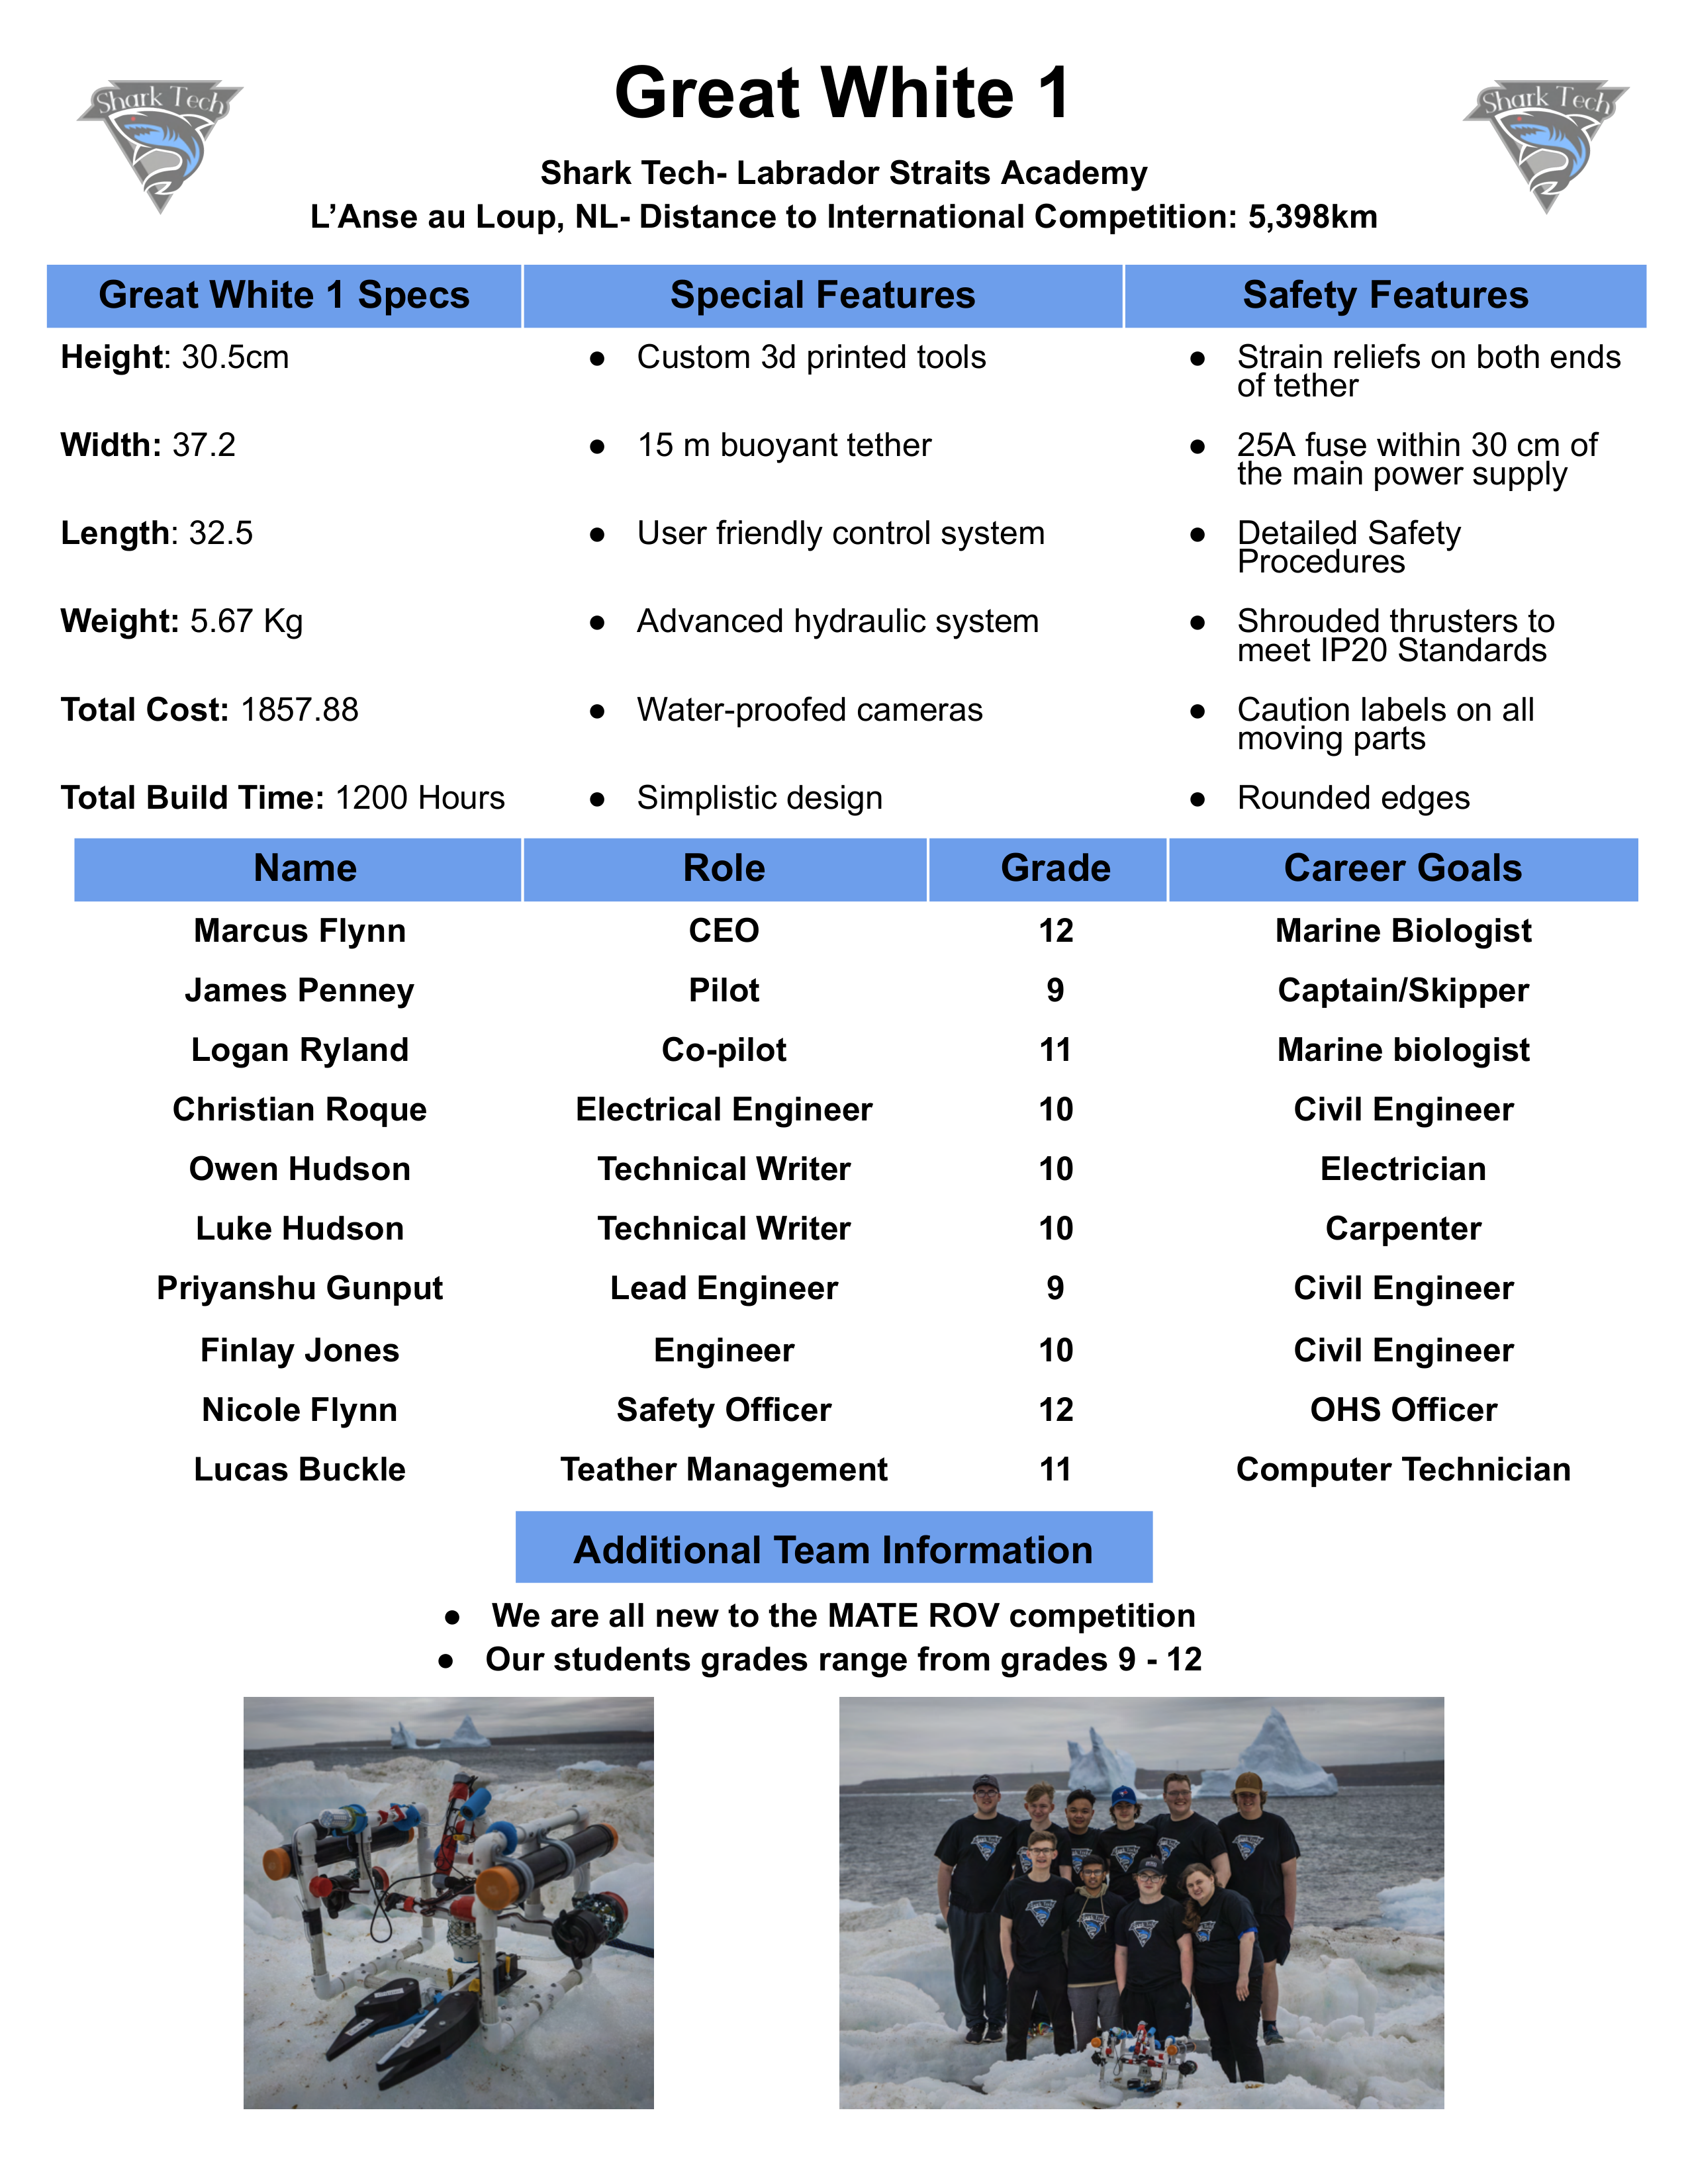 Shark Tech
Great White 1
Shark Tech
Shark Tech- Labrador Straits Academy
L'Anse au Loup, NL- Distance to International Competition: 5,398km
Great White 1 Specs
Special Features
Safety Features
Height: 30.5cm
● Custom 3d printed tools
● Strain reliefs on both ends
of tether
Width: 37.2
● 15 m buoyant tether
● 25A fuse within 30 cm of
the main power supply
Length: 32.5
● User friendly control system
● Detailed Safety
Procedures
Weight: 5.67 Kg
● Advanced hydraulic system
● Shrouded thrusters to
meet IP20 Standards
Total Cost: 1857.88
● Water-proofed cameras
● Caution labels on all
moving parts
Total Build Time: 1200 Hours
● Simplistic design
● Rounded edges
Name Role Grade Career Goals
Marcus Flynn CEO 12 Marine Biologist
James Penney Pilot 9 Captain/Skipper
Logan Ryland Co-pilot 11 Marine biologist
Christian Roque Electrical Engineer 10 Civil Engineer
Owen Hudson Technical Writer 10 Electrician
Luke Hudson Technical Writer 10 Carpenter
Priyanshu Gunput Lead Engineer 9 Civil Engineer
Finlay Jones Engineer 10 Civil Engineer
Nicole Flynn Safety Officer 12 OHS Officer
Lucas Buckle Teather Management 11 Computer Technician
Additional Team Information
● We are all new to the MATE ROV competition
● Our students grades range from grades 9 - 12